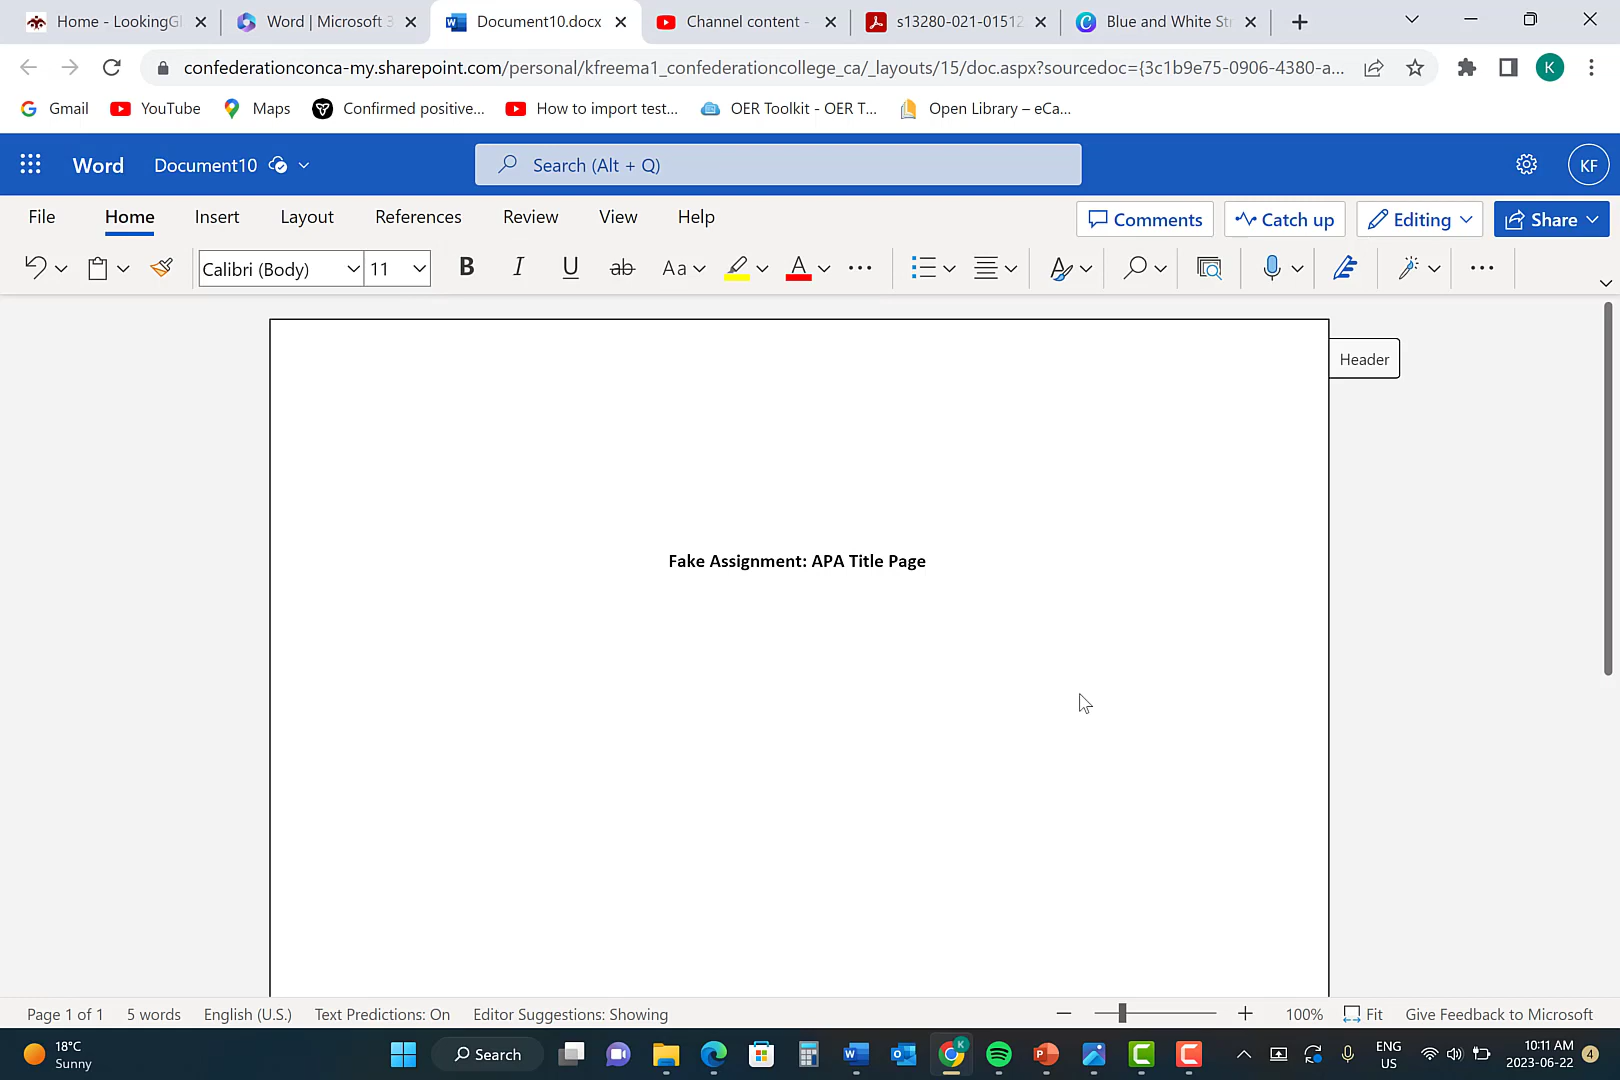 Home - LookingGl
Word | Microsoft 3
Document10.docx
Channel content -
s13280-021-01512
Blue and White Str
confederationconca-my.sharepoint.com/personal/kfreema1_confederationcollege_ca/_layouts/15/doc.aspx?sourcedoc={3c1b9e75-0906-4380-a...
K
Gmail
YouTube
Maps
Confirmed positive...
How to import test...
OER Toolkit - OER T...
Open Library – eCa...
Word
Document10
Search (Alt + Q)
KF
File
Home
Insert
Layout
References
Review
View
Help
Comments
Catch up
Editing
Share
Calibri (Body)
11
B
I
U
ab
Aa
A
Header
Fake Assignment: APA Title Page
Page 1 of 1
5 words
English (U.S.)
Text Predictions: On
Editor Suggestions: Showing
100%
Fit
Give Feedback to Microsoft
18°C
Sunny
Search
ENG
US
10:11 AM
2023-06-22
4